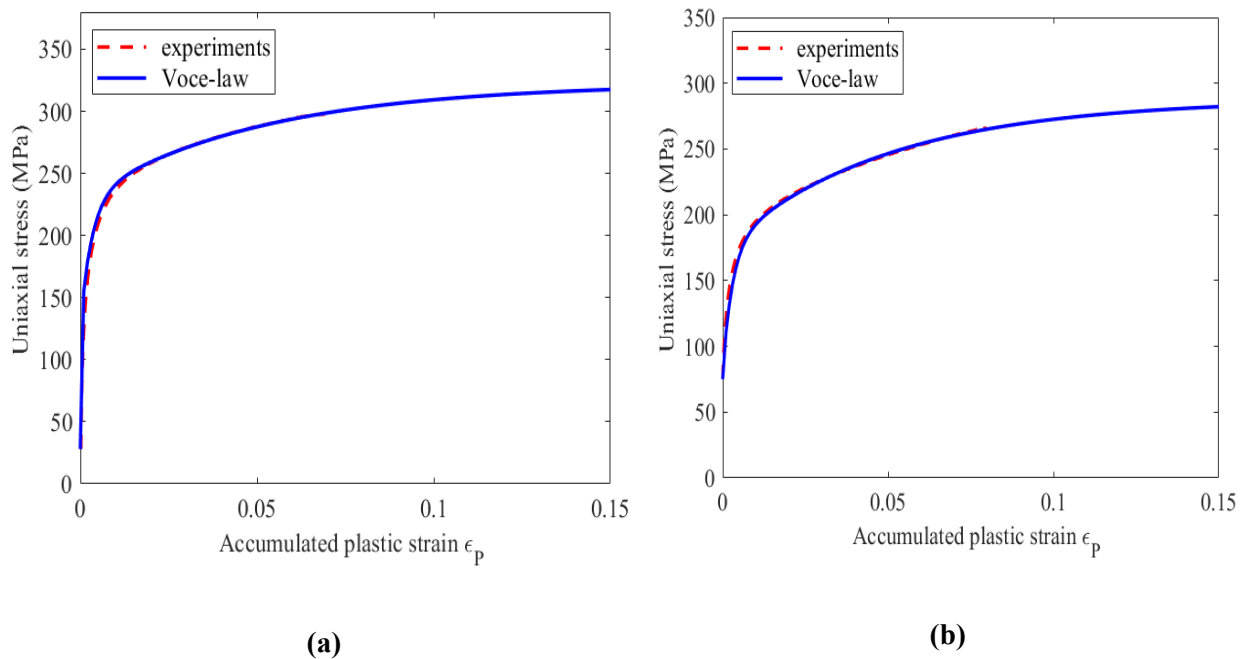 350
300
250
200
150
100
50
0
Uniaxial stress (MPa)
experiments
Voce-law
0
0.05
0.1
0.15
Accumulated plastic strain ϵ_P
(a)
350
300
250
200
150
100
50
0
Uniaxial stress (MPa)
experiments
Voce-law
0
0.05
0.1
0.15
Accumulated plastic strain ϵ_P
(b)